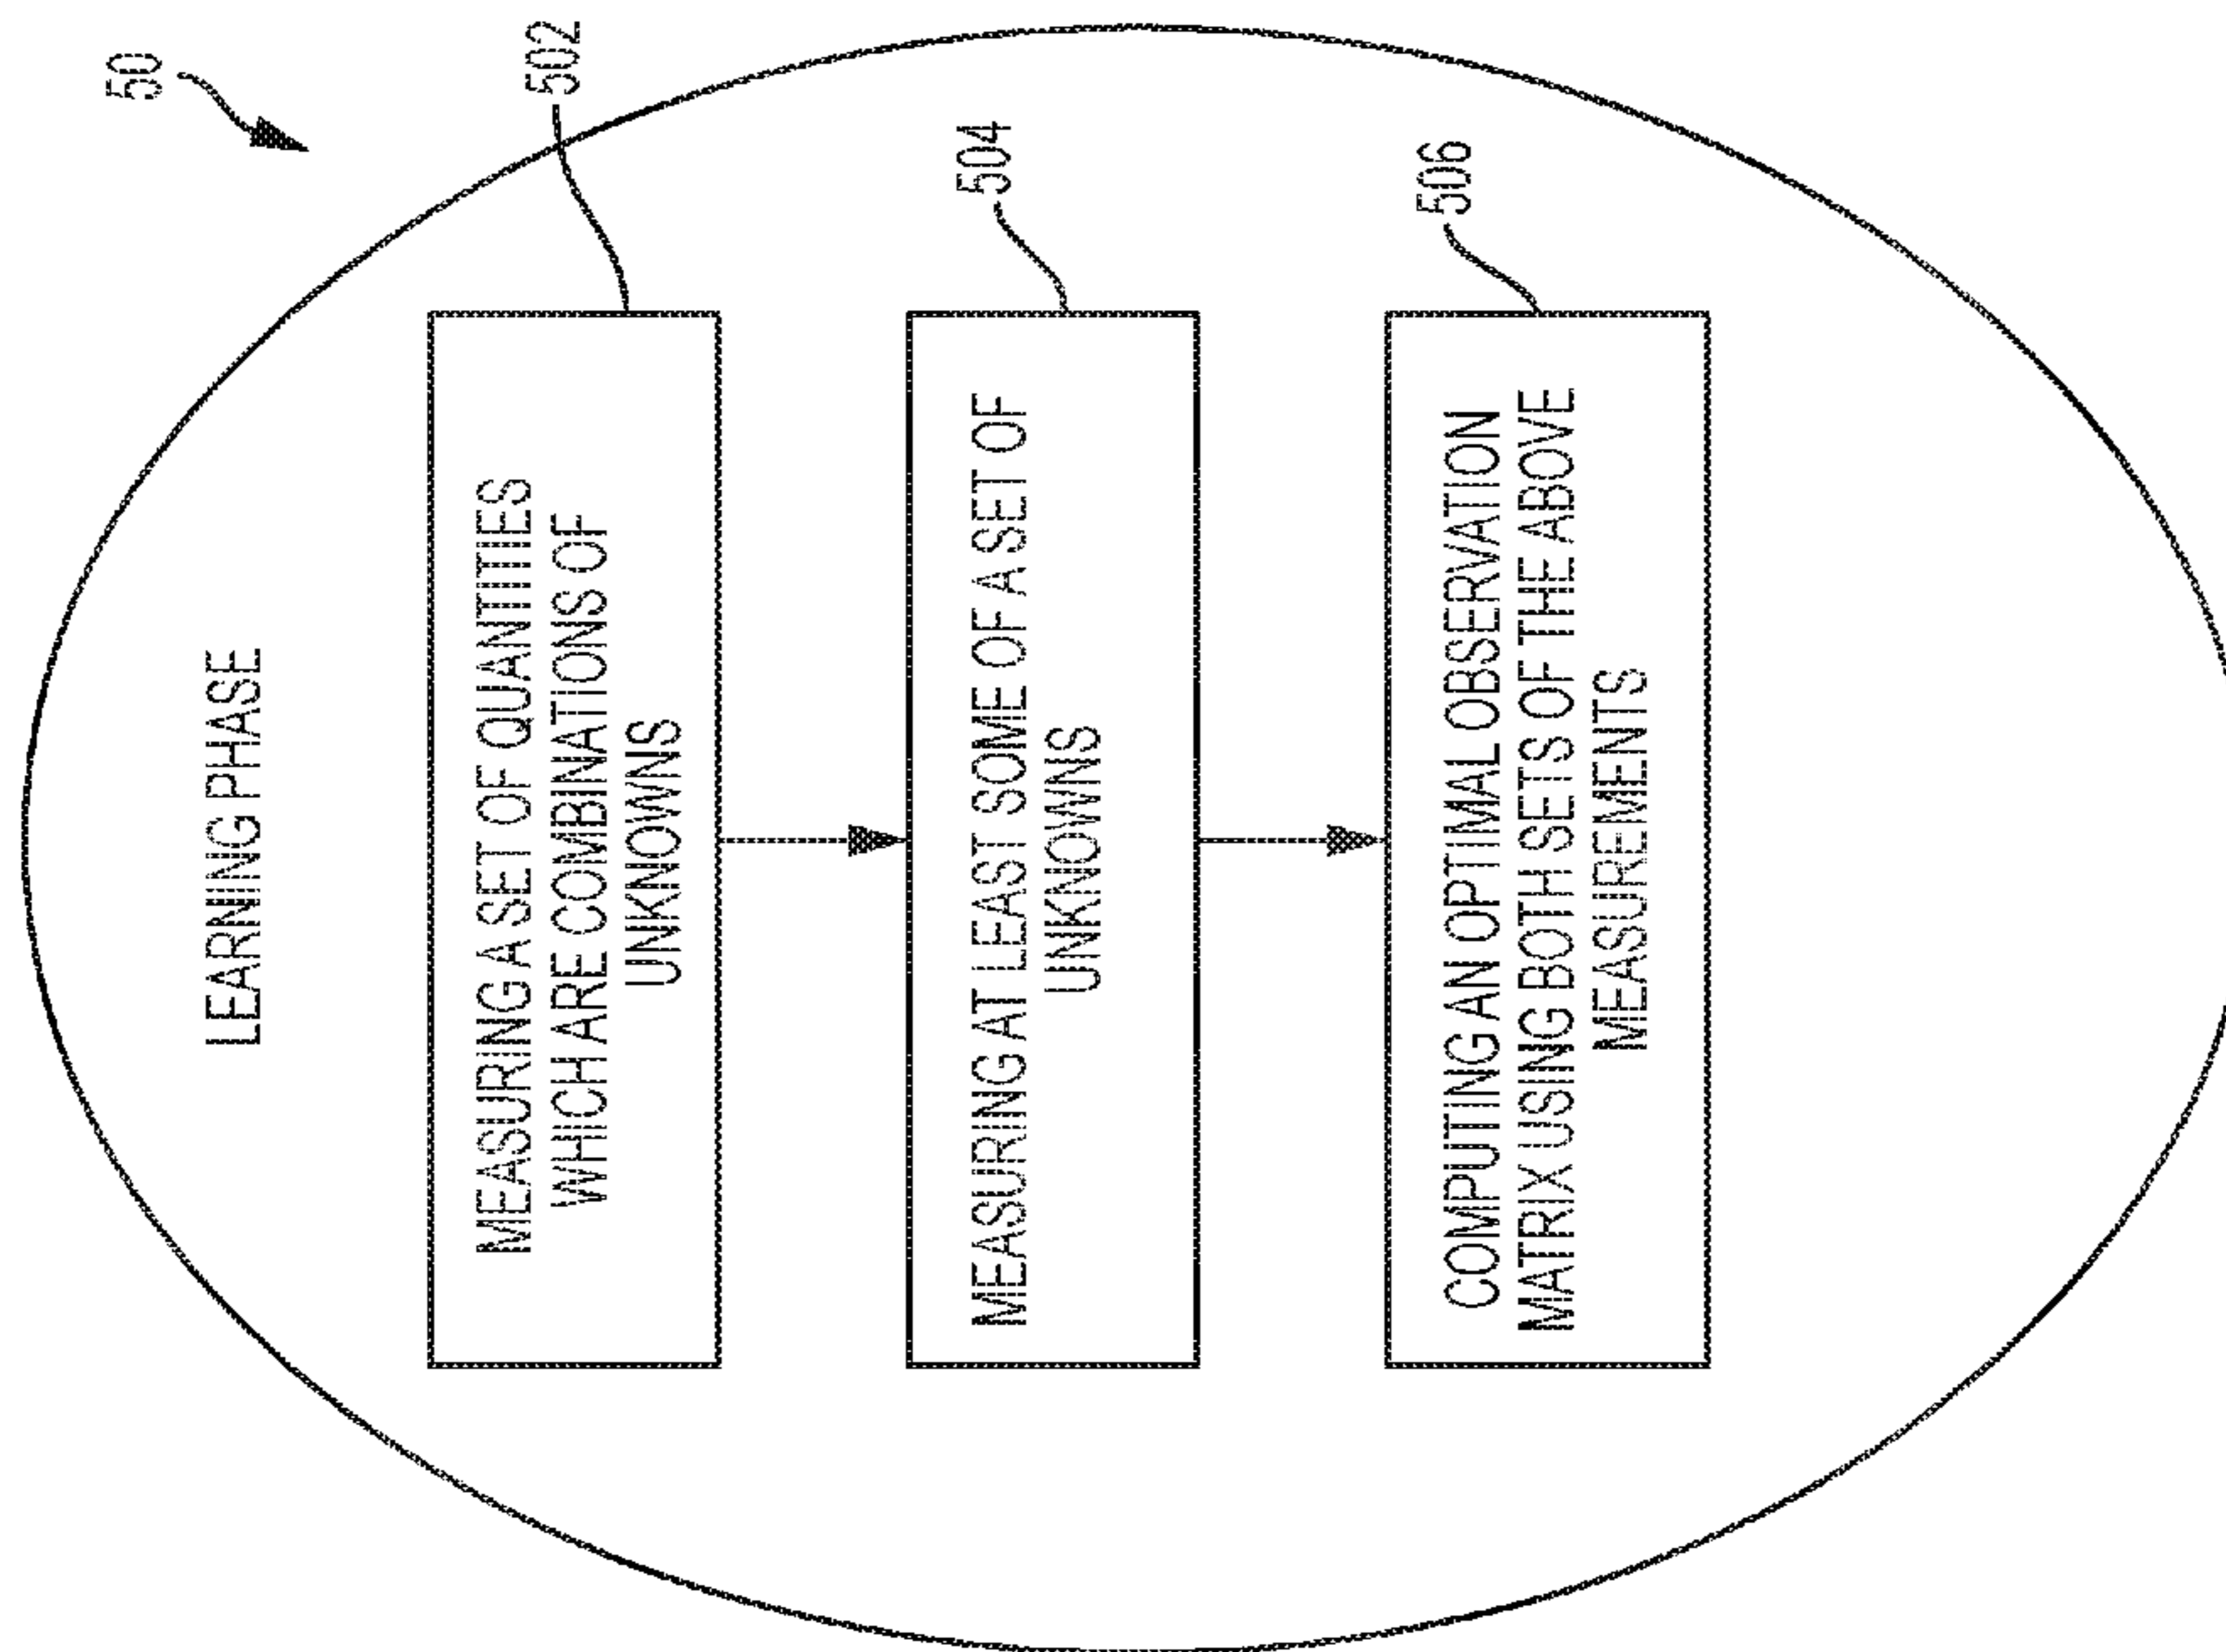 50
LEARNING PHASE
502
MEASURING A SET OF QUANTITIES
WHICH ARE COMBINATIONS OF
UNKNOWNS
504
MEASURING AT LEAST SOME OF A SET OF
UNKNOWNS
506
COMPUTING AN OPTIMAL OBSERVATION
MATRIX USING BOTH SETS OF THE ABOVE
MEASUREMENTS